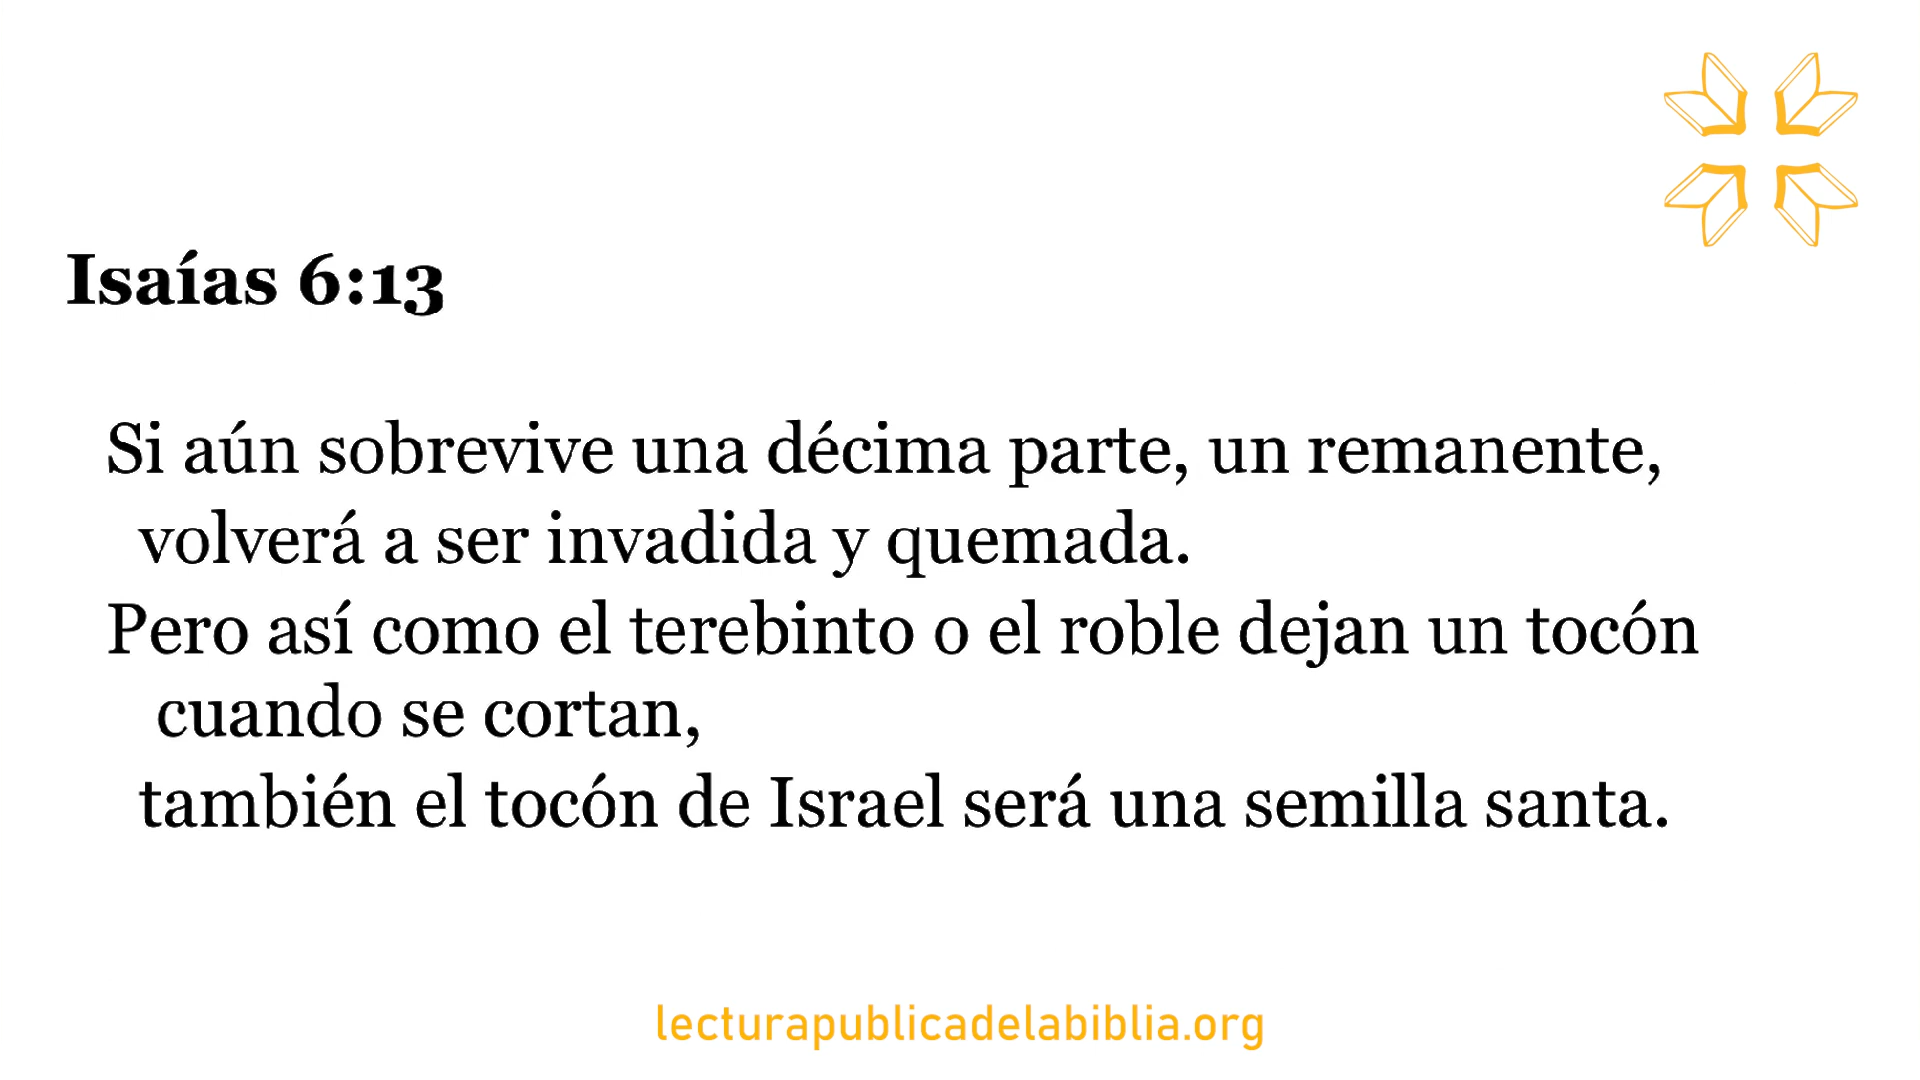 Isaías 6:13
Si aún sobrevive una décima parte, un remanente,
volverá a ser invadida y quemada.
Pero así como el terebinto o el roble dejan un tocón
cuando se cortan,
también el tocón de Israel será una semilla santa.
lecturapublicadelabiblia.org